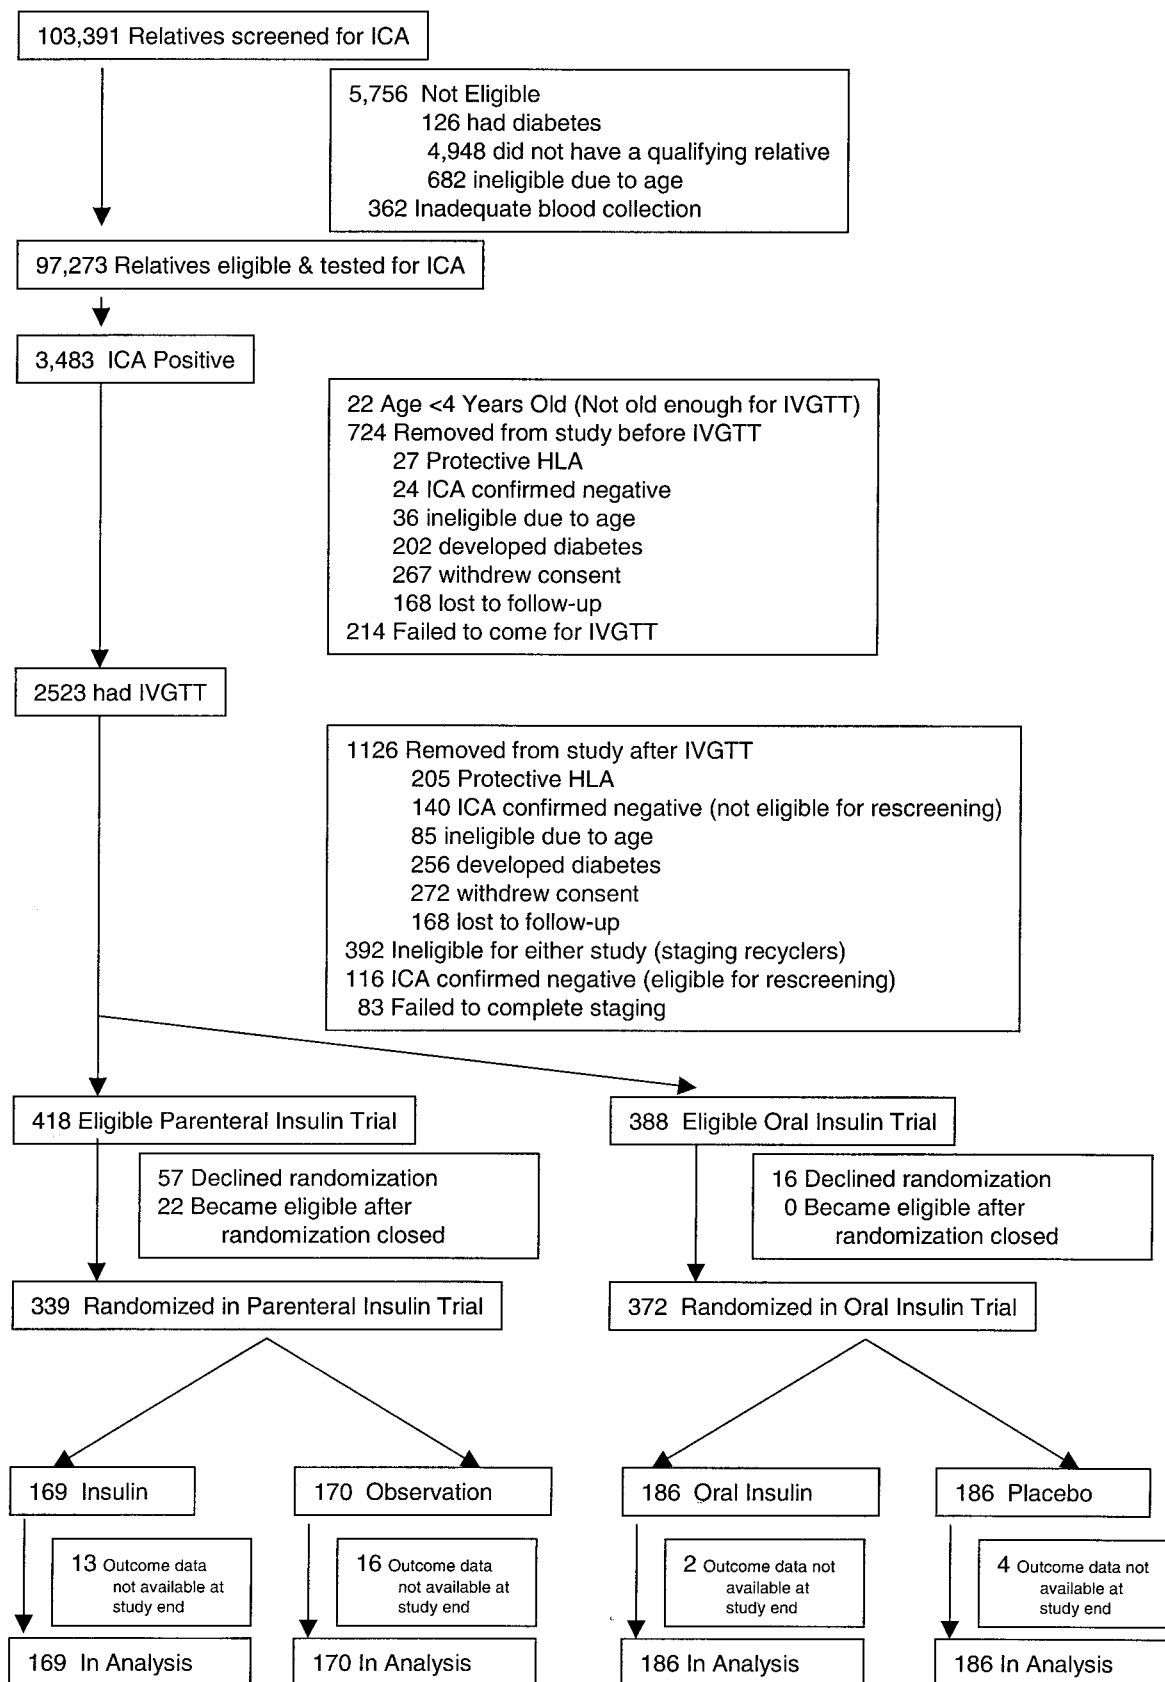 103,391 Relatives screened for ICA
5,756 Not Eligible
126 had diabetes
4,948 did not have a qualifying relative
682 ineligible due to age
362 Inadequate blood collection
97,273 Relatives eligible & tested for ICA
3,483 ICA Positive
22 Age <4 Years Old (Not old enough for IVGTT)
724 Removed from study before IVGTT
27 Protective HLA
24 ICA confirmed negative
36 ineligible due to age
202 developed diabetes
267 withdrew consent
168 lost to follow-up
214 Failed to come for IVGTT
2523 had IVGTT
1126 Removed from study after IVGTT
205 Protective HLA
140 ICA confirmed negative (not eligible for rescreening)
85 ineligible due to age
256 developed diabetes
272 withdrew consent
168 lost to follow-up
392 Ineligible for either study (staging recyclers)
116 ICA confirmed negative (eligible for rescreening)
83 Failed to complete staging
418 Eligible Parenteral Insulin Trial
388 Eligible Oral Insulin Trial
57 Declined randomization
22 Became eligible after
randomization closed
16 Declined randomization
0 Became eligible after
randomization closed
339 Randomized in Parenteral Insulin Trial
372 Randomized in Oral Insulin Trial
169 Insulin
170 Observation
186 Oral Insulin
186 Placebo
13 Outcome data
not available at
study end
16 Outcome data
not available at
study end
2 Outcome data not
available at
study end
4 Outcome data not
available at
study end
169 In Analysis
170 In Analysis
186 In Analysis
186 In Analysis